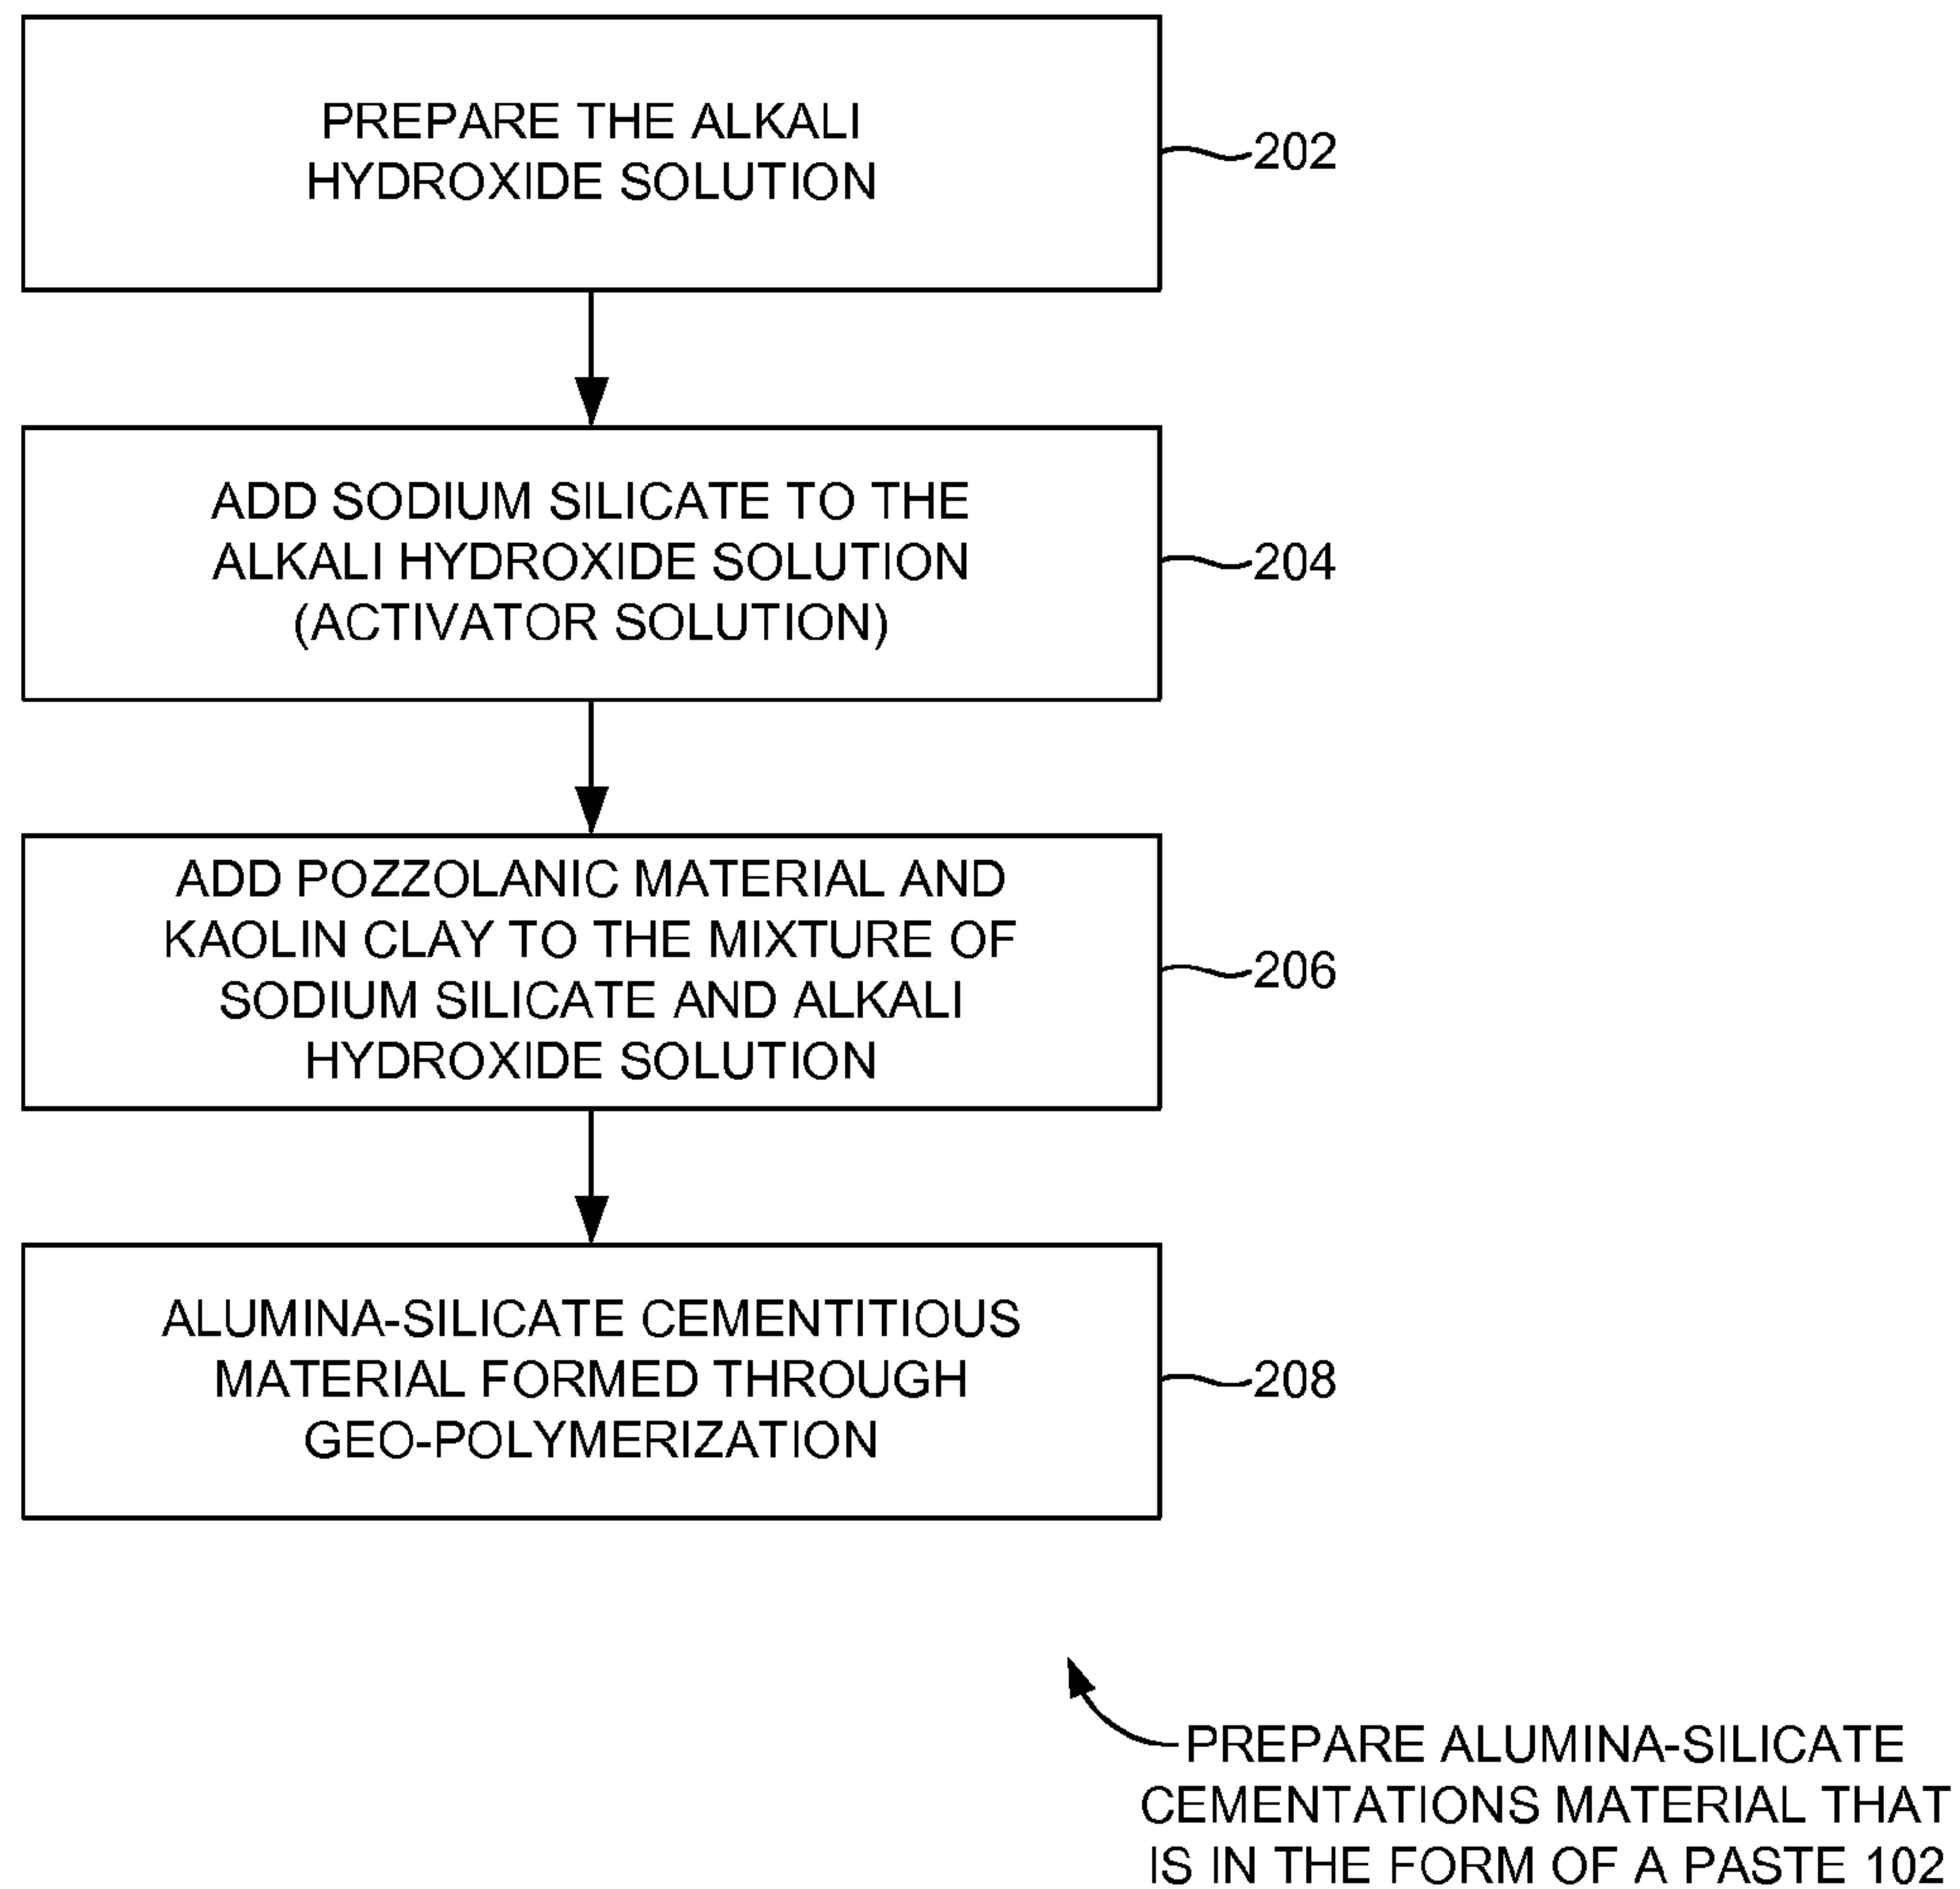 PREPARE THE ALKALI
HYDROXIDE SOLUTION
202
ADD SODIUM SILICATE TO THE
ALKALI HYDROXIDE SOLUTION
(ACTIVATOR SOLUTION)
204
ADD POZZOLANIC MATERIAL AND
KAOLIN CLAY TO THE MIXTURE OF
SODIUM SILICATE AND ALKALI
HYDROXIDE SOLUTION
206
ALUMINA-SILICATE CEMENTITIOUS
MATERIAL FORMED THROUGH
GEO-POLYMERIZATION
208
PREPARE ALUMINA-SILICATE
CEMENTATIONS MATERIAL THAT
IS IN THE FORM OF A PASTE 102